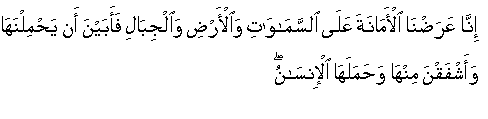 إِنَّا عَرَضْنَا ٱلْأَمَانَةَ عَلَى ٱلسَّمَـٰوَٰتِ وَٱلْأَرْضِ وَٱلْجِبَالِ فَأَبَيْنَ أَن يَحْمِلْنَهَا
وَأَشْفَقْنَ مِنْهَا وَحَمَلَهَا ٱلْإِنسَـٰنُ ۖ